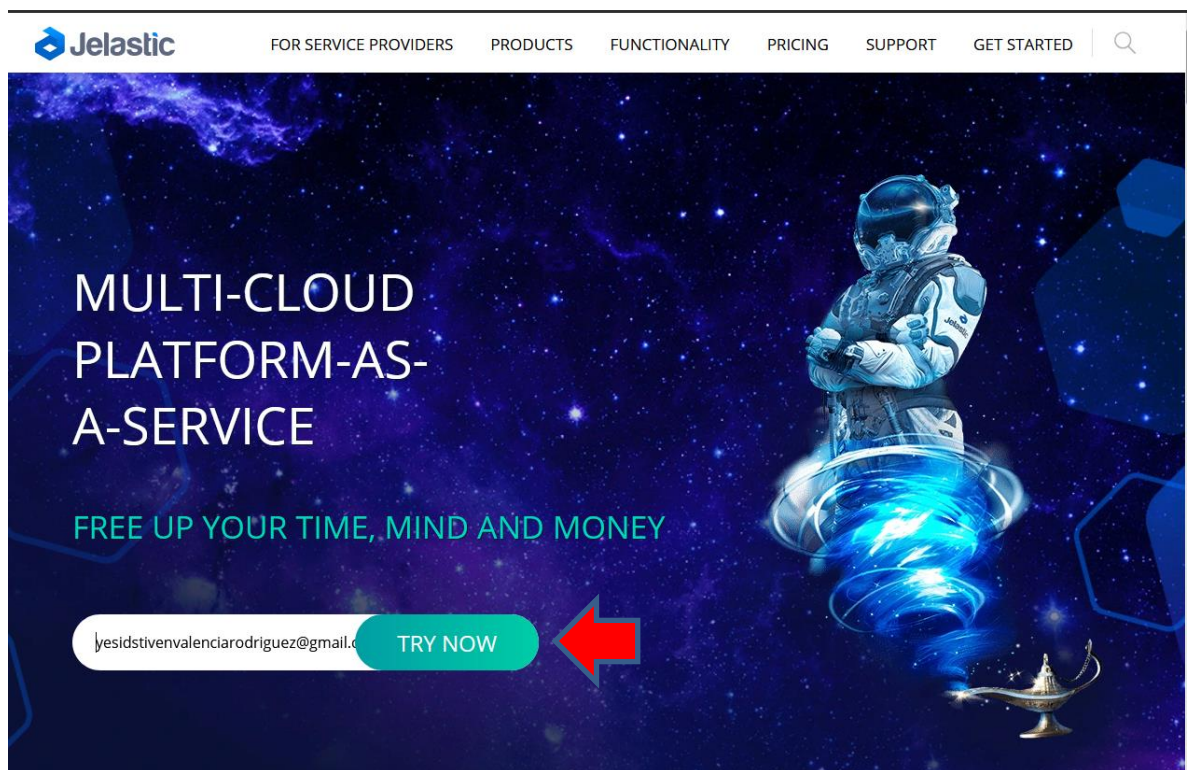 Jelastic
FOR SERVICE PROVIDERS PRODUCTS FUNCTIONALITY PRICING SUPPORT GET STARTED
MULTI-CLOUD
PLATFORM-AS-
A-SERVICE
Jelastic
FREE UP YOUR TIME, MIND AND MONEY
yesidstivenvalenciarodriguez@gmail.c TRY NOW